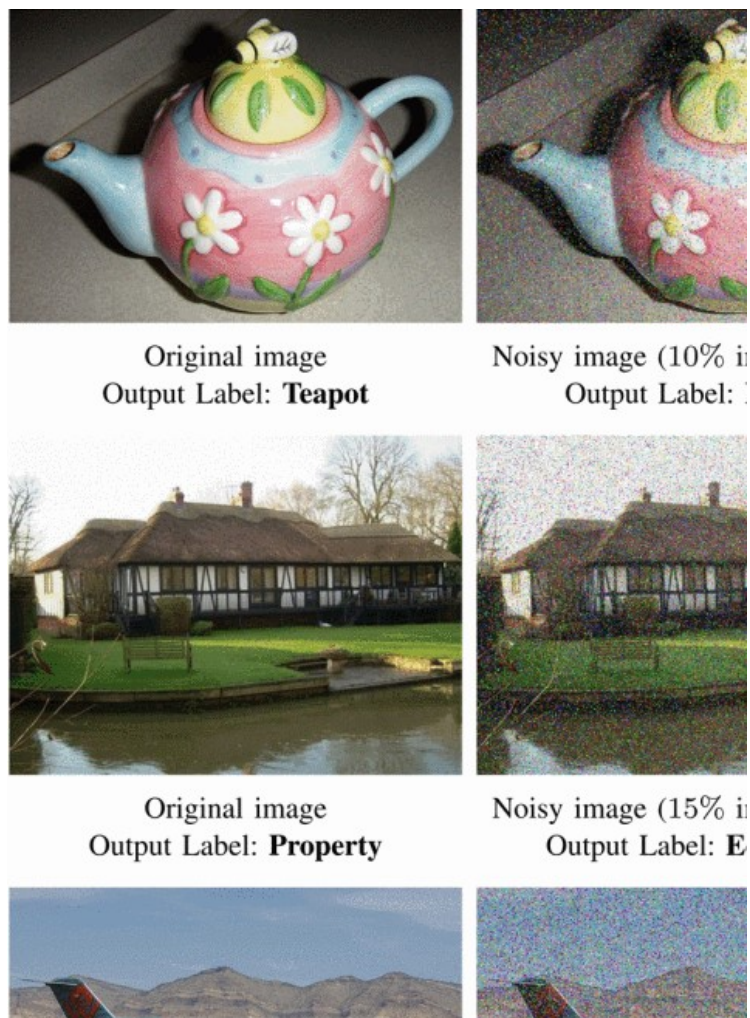 Original image
Output Label: Teapot
Noisy image (10%
Output Label:
Original image
Output Label: Property
Noisy image (15%
Output Label: